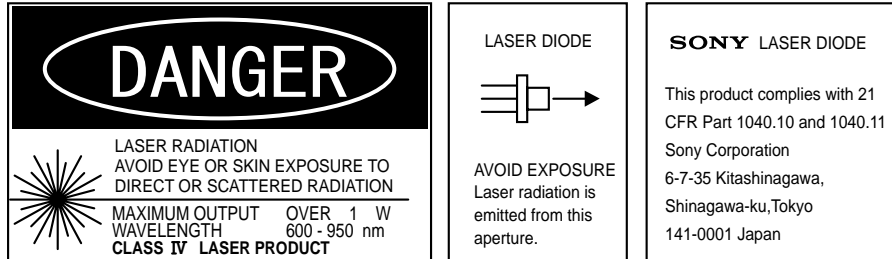 DANGER
LASER RADIATION
AVOID EYE OR SKIN EXPOSURE TO
DIRECT OR SCATTERED RADIATION
MAXIMUM OUTPUT OVER 1 W
WAVELENGTH 600 - 950 nm
CLASS IV LASER PRODUCT
LASER DIODE
AVOID EXPOSURE
Laser radiation is
emitted from this
aperture.
SONY LASER DIODE
This product complies with 21
CFR Part 1040.10 and 1040.11
Sony Corporation
6-7-35 Kitashinagawa,
Shinagawa-ku,Tokyo
141-0001 Japan